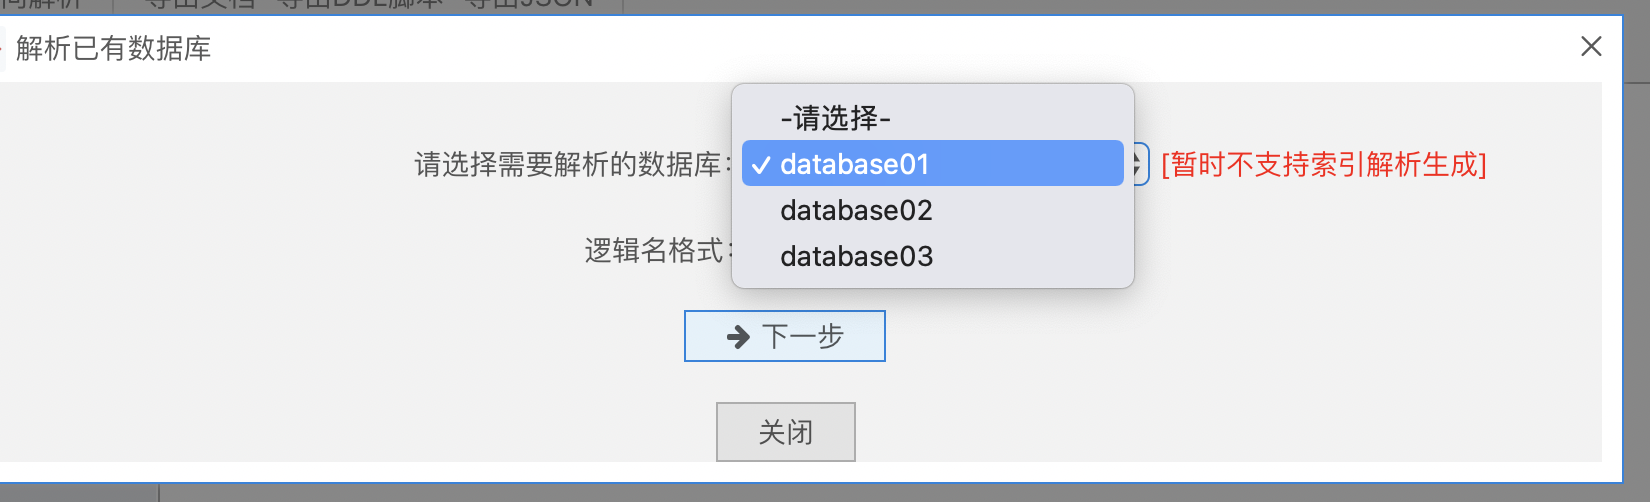 导出文档 导出DDL脚本 导出JSON
解析已有数据库
-请选择-
请选择需要解析的数据库: ✓ database01 [暂时不支持索引解析生成]
database02
逻辑名格式:
database03
下一步
关闭